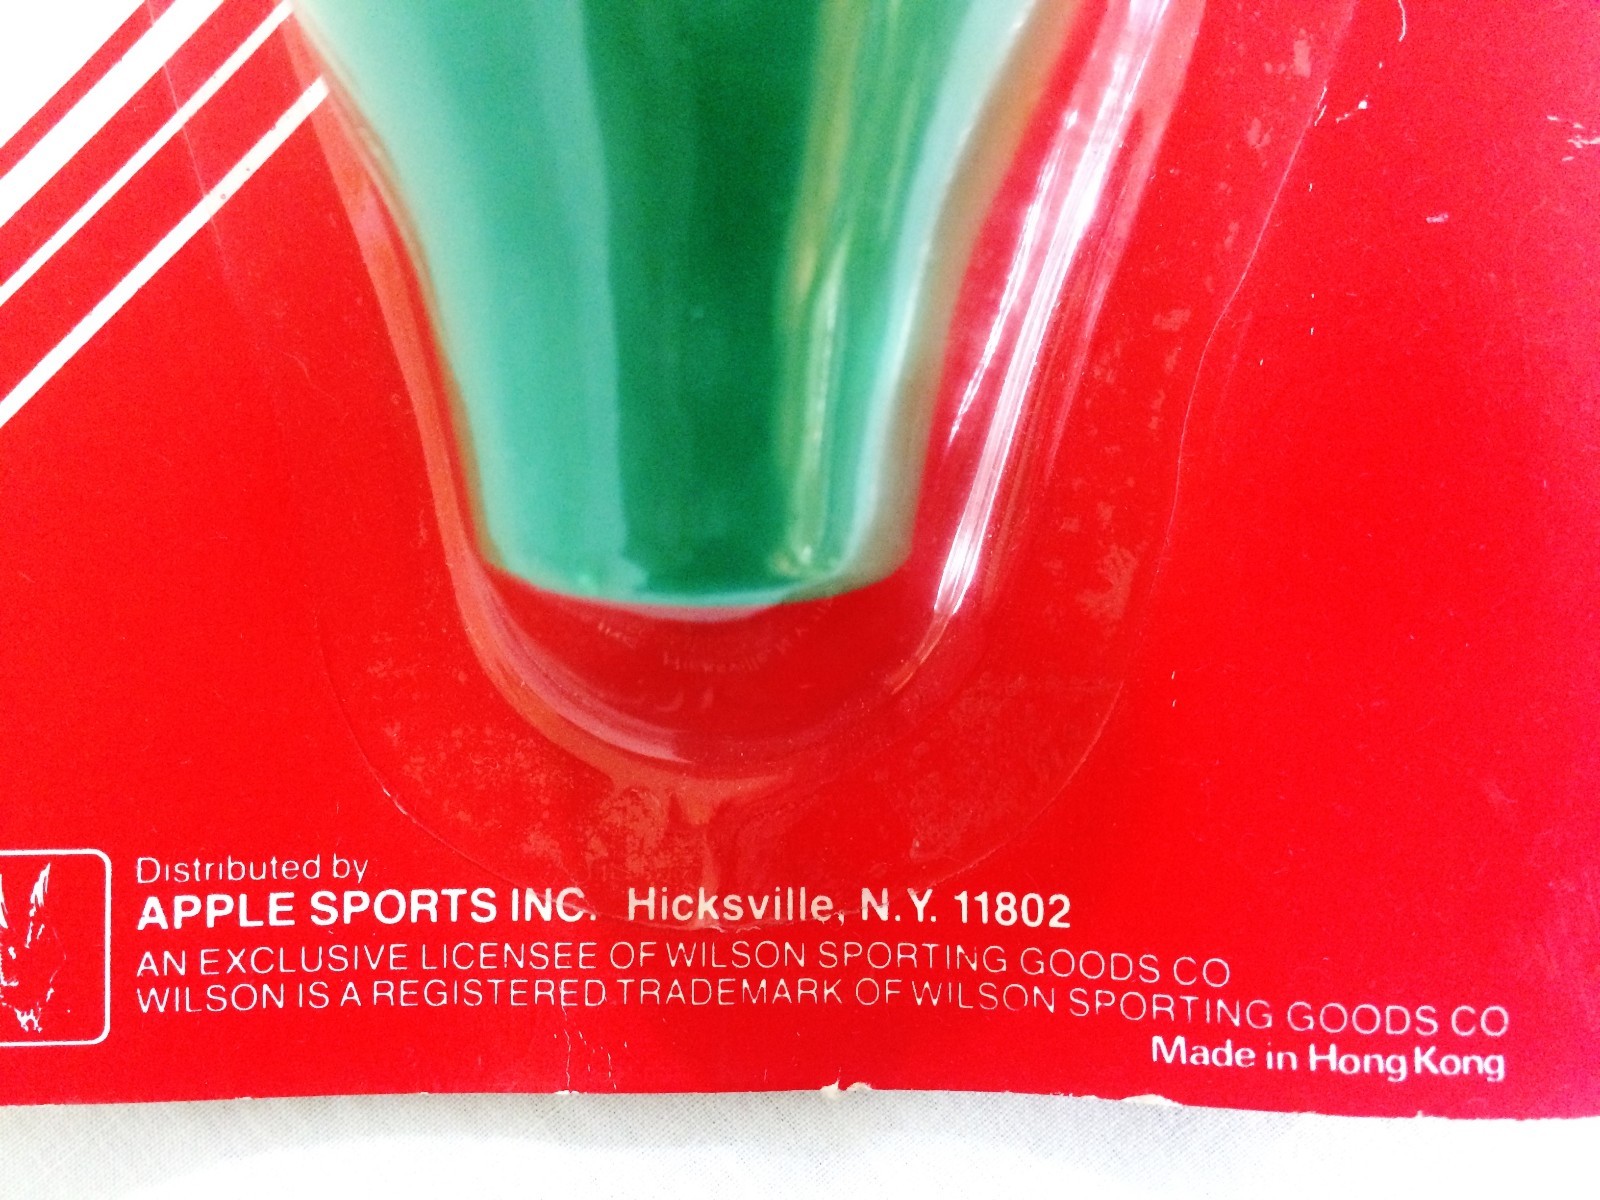 Distributed by
APPLE SPORTS INC. Hicksville, N.Y. 11802
AN EXCLUSIVE LICENSEE OF WILSON SPORTING GOODS CO
WILSON IS A REGISTERED TRADEMARK OF WILSON SPORTING GOODS CO
Made in Hong Kong